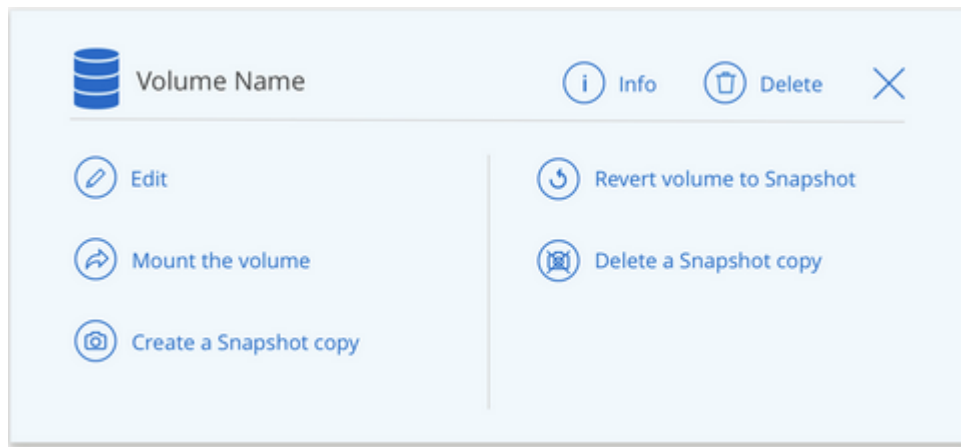 Volume Name
Info
Delete
Edit
Mount the volume
Create a Snapshot copy
Revert volume to Snapshot
Delete a Snapshot copy